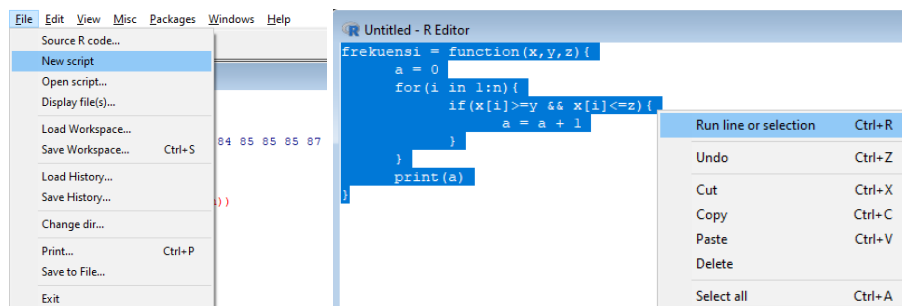 File Edit View Misc Packages Windows Help
Source R code...
New script
Open script...
Display file(s)...
Load Workspace...
Save Workspace... Ctrl+S
Load History...
Save History...
Change dir...
Print... Ctrl+P
Save to File...
Exit
84 85 85 85 87
))
Untitled - R Editor
frekuensi = function(x,y,z){
a = 0
for(i in 1:n){
if(x[i]>=y && x[i]<=z){
a = a + 1
}
}
print(a)
}
Run line or selection Ctrl+R
Undo Ctrl+Z
Cut Ctrl+X
Copy Ctrl+C
Paste Ctrl+V
Delete
Select all Ctrl+A